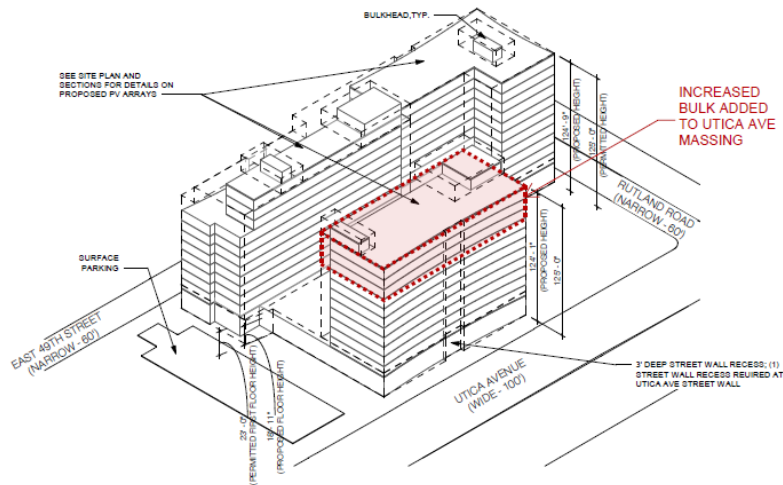 BULKHEAD,TYP.
SEE SITE PLAN AND
SECTIONS FOR DETAILS ON
PROPOSED PV ARRAYS
INCREASED
BULK ADDED
TO UTICA AVE
MASSING
124'- 9"
(PROPOSED HEIGHT)
125'- 0"
(PERMITTED HEIGHT)
RUTLAND ROAD
(NARROW - 60')
124'- 1"
(PROPOSED HEIGHT)
125'- 0"
SURFACE
PARKING
EAST 49TH STREET
(NARROW - 60')
23'- 0"
(PERMITTED FIRST FLOOR HEIGHT)
18'- 11"
(PROPOSED FLOOR HEIGHT)
UTICA AVENUE
(WIDE - 100')
3' DEEP STREET WALL RECESS; (1)
STREET WALL RECESS REUIRED AT
UTICA AVE STREET WALL